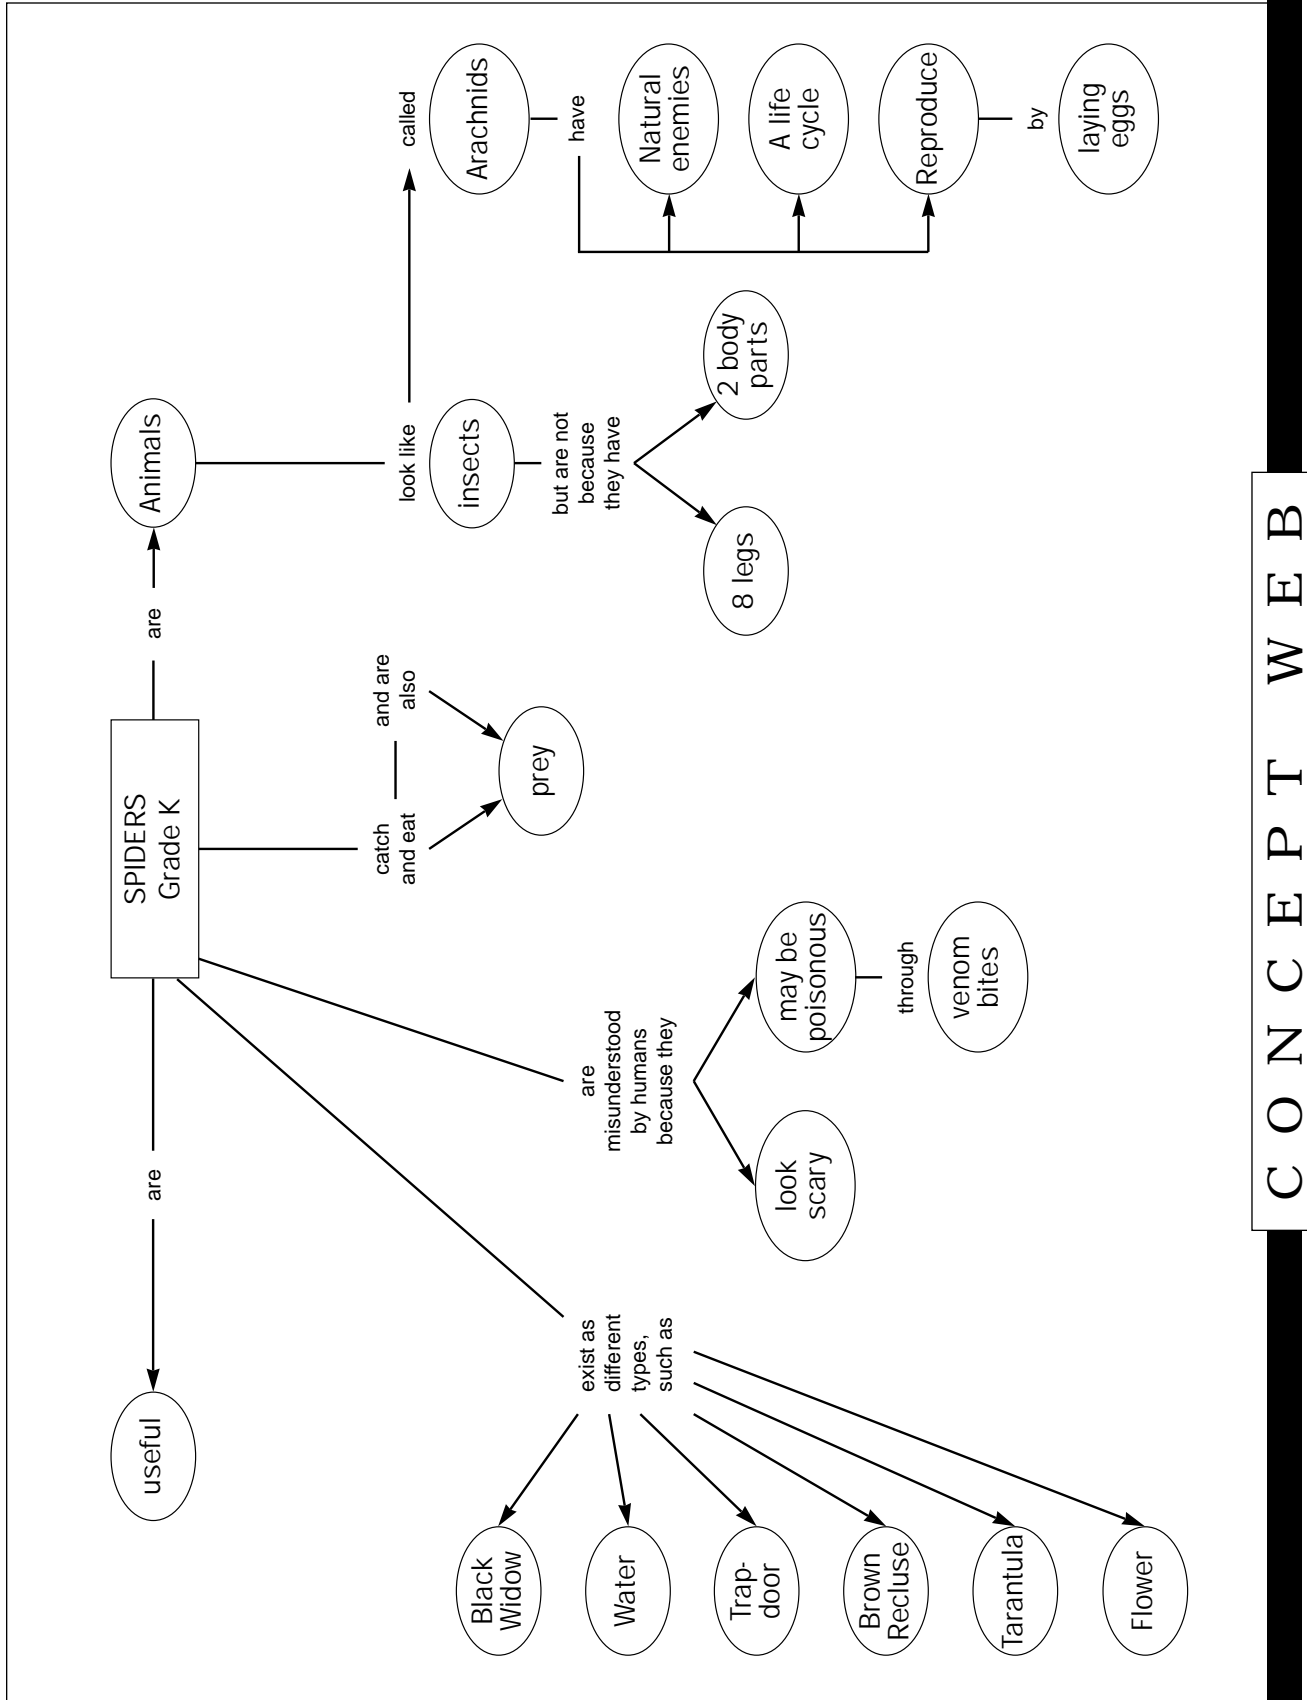 SPIDERS
Grade K
are
useful
are
Animals
exist as
different
types,
such as
Black
Widow
Water
Trap-
door
Brown
Recluse
Tarantula
Flower
are
misunderstood
by humans
because they
look
scary
may be
poisonous
through
venom
bites
catch
and eat
and are
also
prey
look like
insects
but are not
because
they have
8 legs
2 body
parts
called
Arachnids
have
Natural
enemies
A life
cycle
Reproduce
by
laying
eggs
CONCEPT WEB